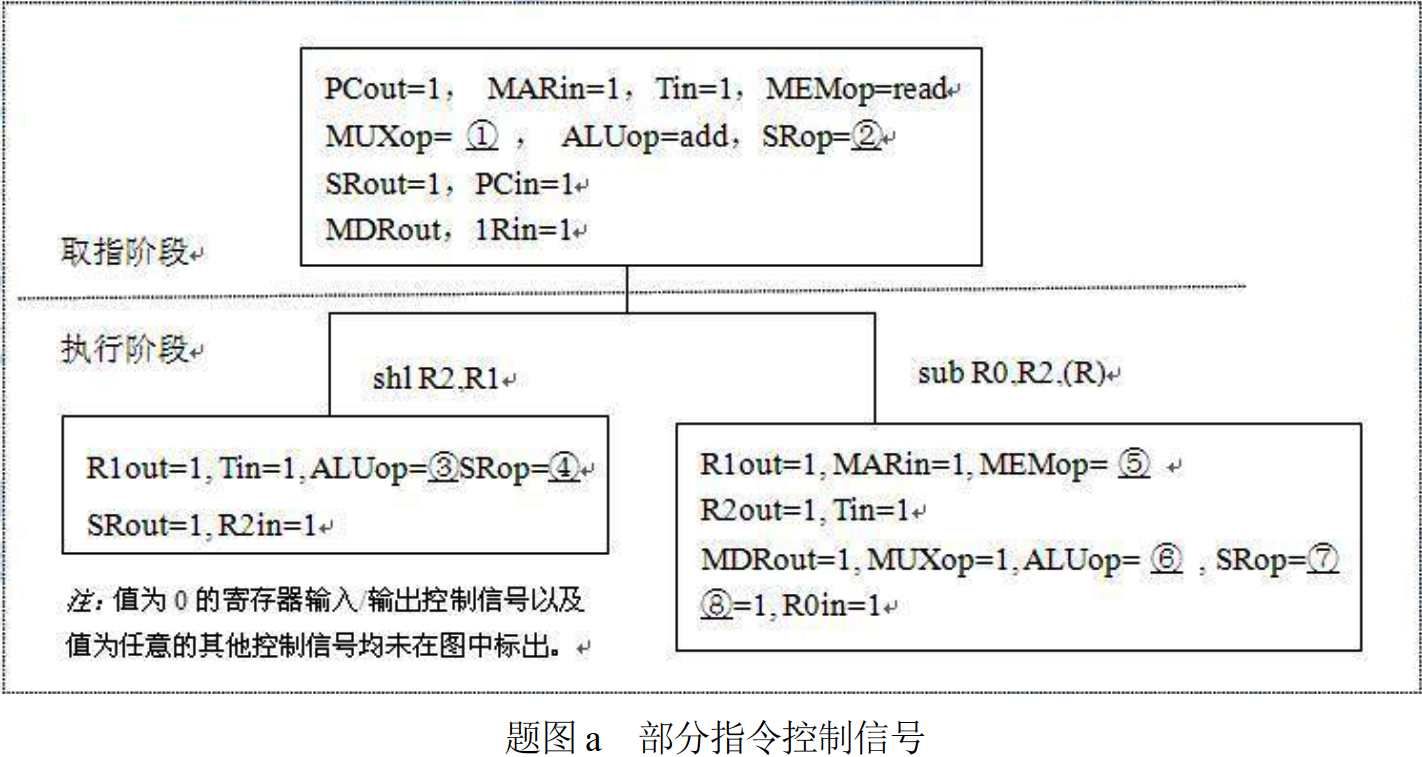 PCout=1， MARin=1，Tin=1，MEMop=read↵
MUXop= ① ， ALUop=add，SRop=②↵
SRout=1，PCin=1↵
MDRout，1Rin=1↵
取指阶段↵
执行阶段↵
shl R2,R1↵
sub R0,R2,(R)↵
R1out=1, Tin=1, ALUop=③SRop=④↵
SRout=1, R2in=1↵
R1out=1, MARin=1, MEMop= ⑤ ↵
R2out=1, Tin=1↵
MDRout=1, MUXop=1, ALUop= ⑥ , SRop=⑦
⑧=1, R0in=1↵
注：值为 0 的寄存器输入/输出控制信号以及
值为任意的其他控制信号均未在图中标出。↵
题图 a 部分指令控制信号